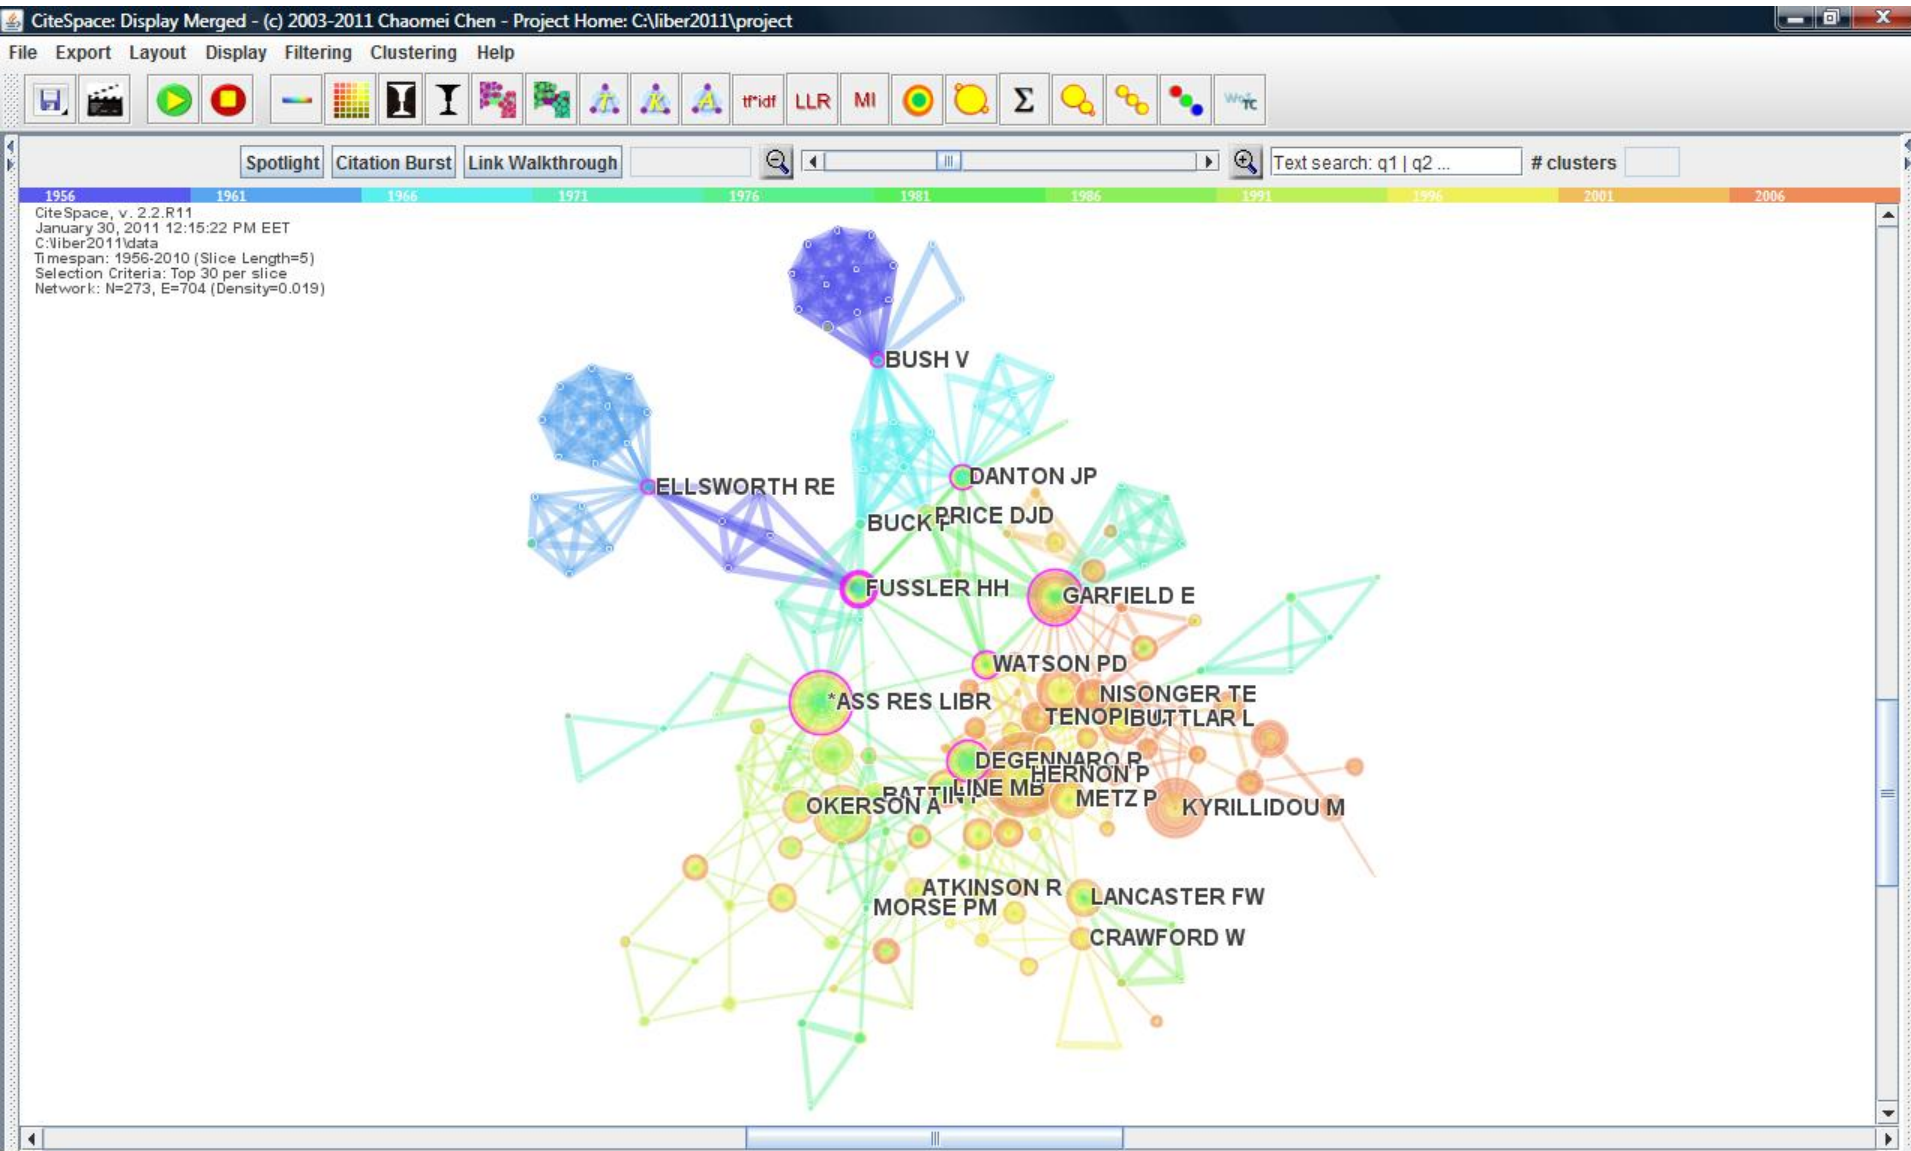 CiteSpace: Display Merged - (c) 2003-2011 Chaomei Chen - Project Home: C:\liber2011\project
File Export Layout Display Filtering Clustering Help
tf*idf LLR MI Σ
Spotlight Citation Burst Link Walkthrough Text search: q1 | q2 ... # clusters
1956 1961 1966 1971 1976 1981 1986 1991 1996 2001 2006
CiteSpace, v. 2.2.R11
January 30, 2011 12:15:22 PM EET
C:\liber2011\data
Timespan: 1956-2010 (Slice Length=5)
Selection Criteria: Top 30 per slice
Network: N=273, E=704 (Density=0.019)
BUSH V
DANTON JP
ELLSWORTH RE
PRICE DJD
BUCK
FUSSLER HH
GARFIELD E
WATSON PD
NISONGER TE
*ASS RES LIBR
BUTTLAR L
DEGENNARO R
HERNON P
LINE MB
METZ P
OKERSON A
KYRILLIDOU M
ATKINSON R
LANCASTER FW
MORSE PM
CRAWFORD W